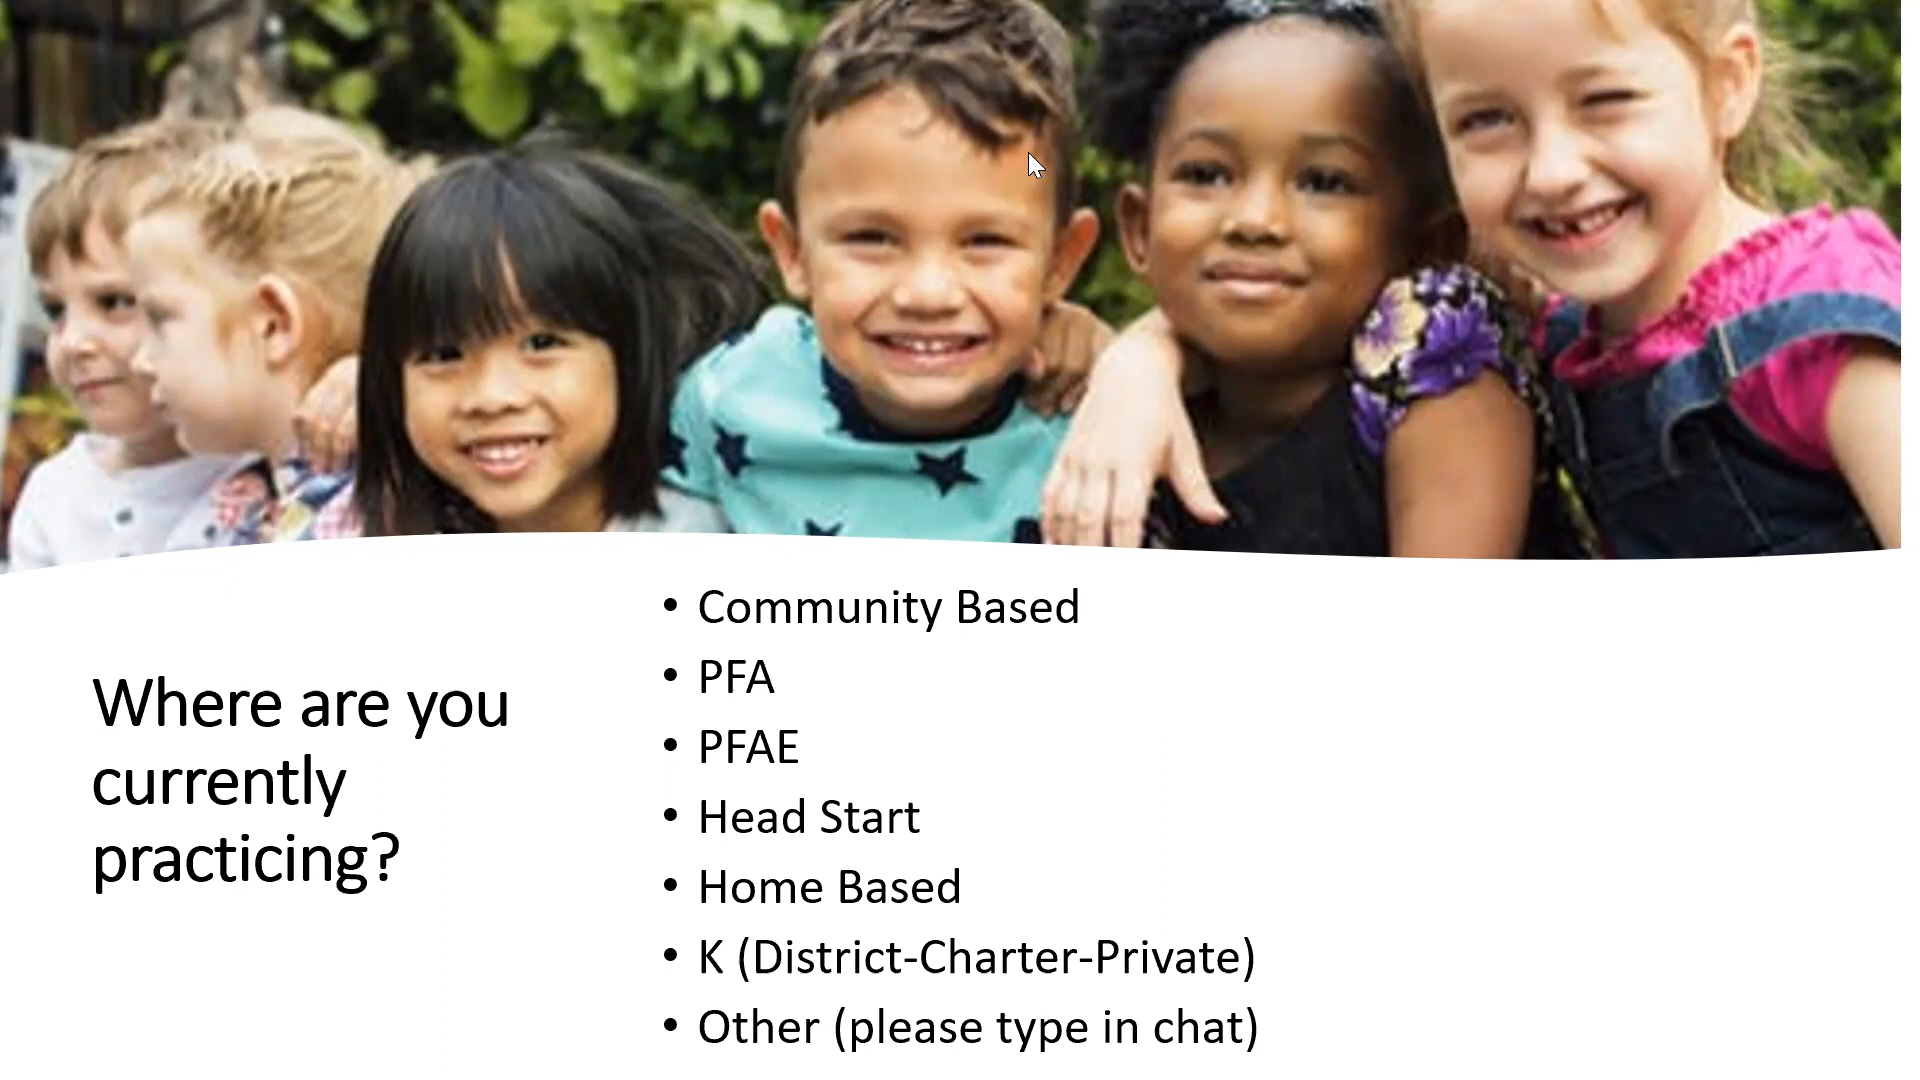 Where are you
currently
practicing?
• Community Based
• PFA
• PFAE
• Head Start
• Home Based
• K (District-Charter-Private)
• Other (please type in chat)